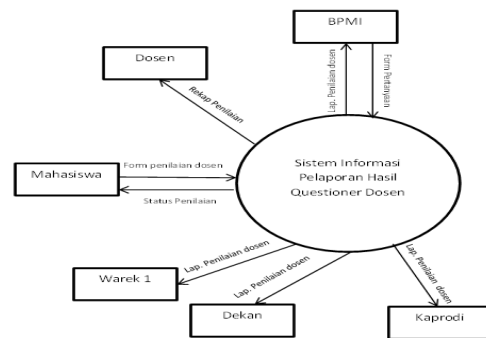 BPMI
Dosen
Lap. Penilaian dosen
Form Pertanyaan
Rekap Penilaian
Sistem Informasi
Pelaporan Hasil
Questioner Dosen
Mahasiswa
Form penilaian dosen
Status Penilaian
Lap. Penilaian dosen
Warek 1
Lap. Penilaian dosen
Dekan
Lap. Penilaian dosen
Kaprodi